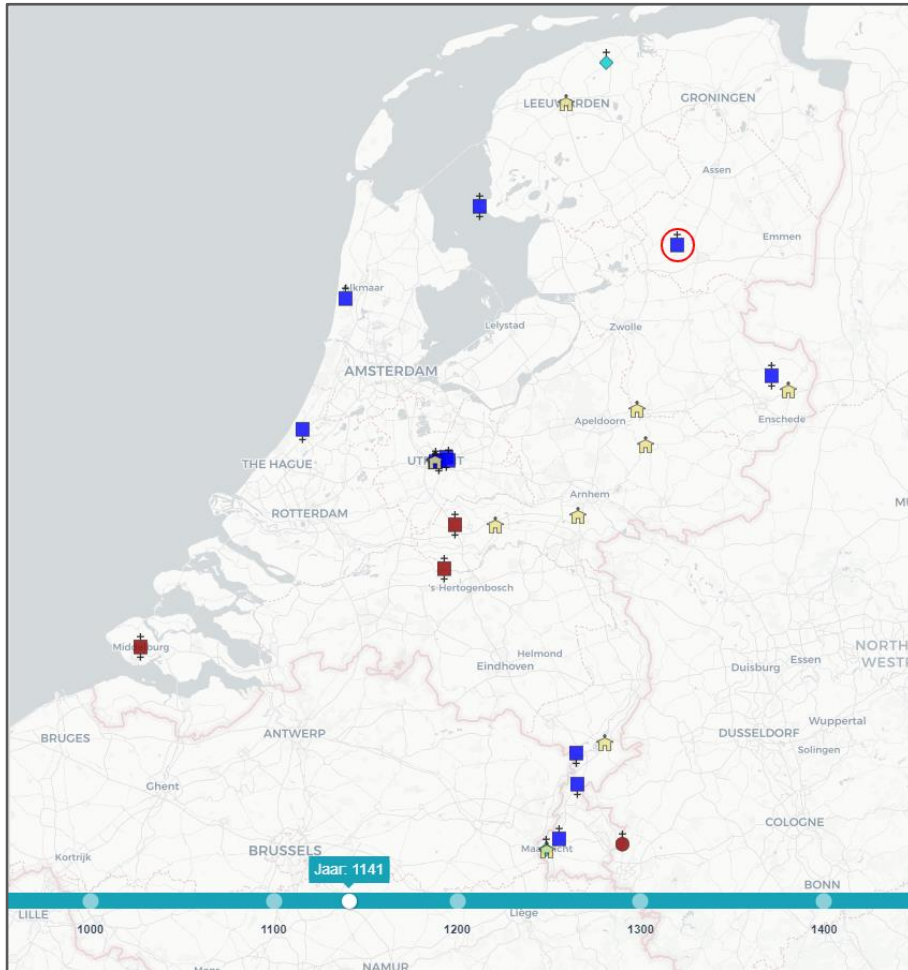 LEEUWARDEN
GRONINGEN
Assen
Emmen
Alkmaar
Lelystad
Zwolle
AMSTERDAM
Apeldoorn
Enschede
THE HAGUE
UTRECHT
Arnhem
ROTTERDAM
's Hertogenbosch
Middelburg
Helmond
Eindhoven
Duisburg
Essen
NORTH
WESTP
BRUGES
ANTWERP
DUSSELDORF
Wuppertal
Solingen
Ghent
COLOGNE
Kortrijk
BRUSSELS
Maastricht
Jaar: 1141
BONN
LILLE
Liège
1000
1100
1200
1300
1400
NAMUR